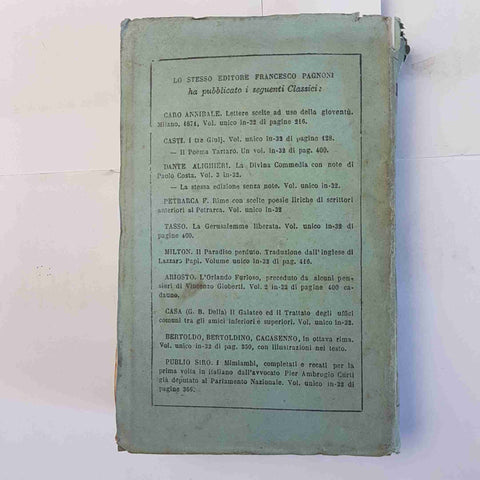 LO STESSO EDITORE FRANCESCO PAGNONI
ha pubblicato i seguenti Classici:
CARO ANNIBALE. Lettere scelte ad uso della gioventù.
Milano. 1874, Vol. unico in-32 di pagine 216.
CASTI. I tre Giulj. Vol. unico in-32 di pagine 128.
— Il Poema Tartaro. Un vol. in-32 di pag. 400.
DANTE ALIGHIERI. La Divina Commedia con note di
Paolo Costa. Vol. 3 in-32.
— La stessa edizione senza note. Vol. unico in-32.
PETRARCA F. Rime con scelte poesie liriche di scrittori
anteriori al Petrarca. Vol. unico in-32
TASSO. La Gerusalemme liberata. Vol. unico in-32 di
pagine 400.
MILTON. Il Paradiso perduto. Traduzione dall'inglese di
Lazzaro Papi. Volume unico in-32 di pag. 416.
ARIOSTO. L'Orlando Furioso, preceduto da alcuni pen-
sieri di Vincenzo Gioberti. Vol. 2 in-32 di pagine 400 ca-
dauno.
CASA (G. B. Della) Il Galateo ed il Trattato degli uffici
comuni tra gli amici inferiori e superiori. Vol. unico in-32.
BERTOLDO, BERTOLDINO, CACASENNO, in ottava rima.
Vol. unico in-32 di pag. 250, con illustrazioni nel testo.
PUBLIO SIRO. I Mimiambi, completati e recati per la
prima volta in italiano dall'avvocato Pier Ambrogio Curti
già deputato al Parlamento Nazionale. Vol. unico in-32 di
pagine 366.